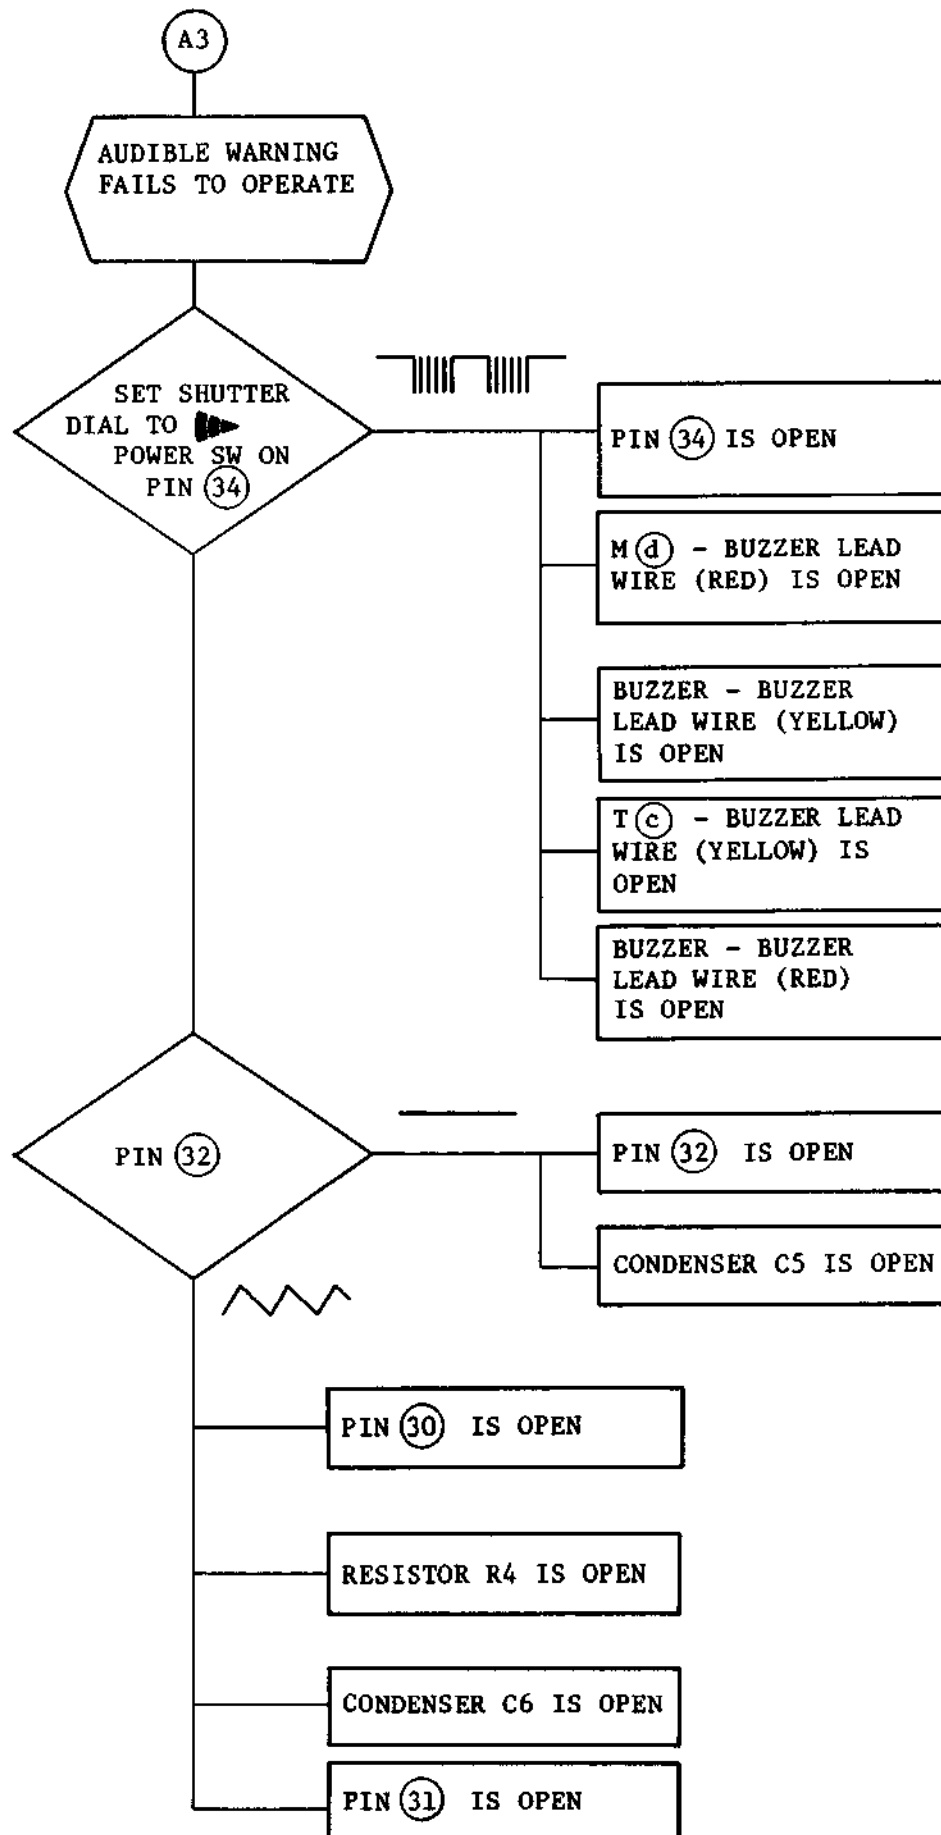 A3
AUDIBLE WARNING
FAILS TO OPERATE
SET SHUTTER
DIAL TO
POWER SW ON
PIN 34
PIN 34 IS OPEN
M d - BUZZER LEAD
WIRE (RED) IS OPEN
BUZZER - BUZZER
LEAD WIRE (YELLOW)
IS OPEN
T c - BUZZER LEAD
WIRE (YELLOW) IS
OPEN
BUZZER - BUZZER
LEAD WIRE (RED)
IS OPEN
PIN 32
PIN 32 IS OPEN
CONDENSER C5 IS OPEN
PIN 30 IS OPEN
RESISTOR R4 IS OPEN
CONDENSER C6 IS OPEN
PIN 31 IS OPEN